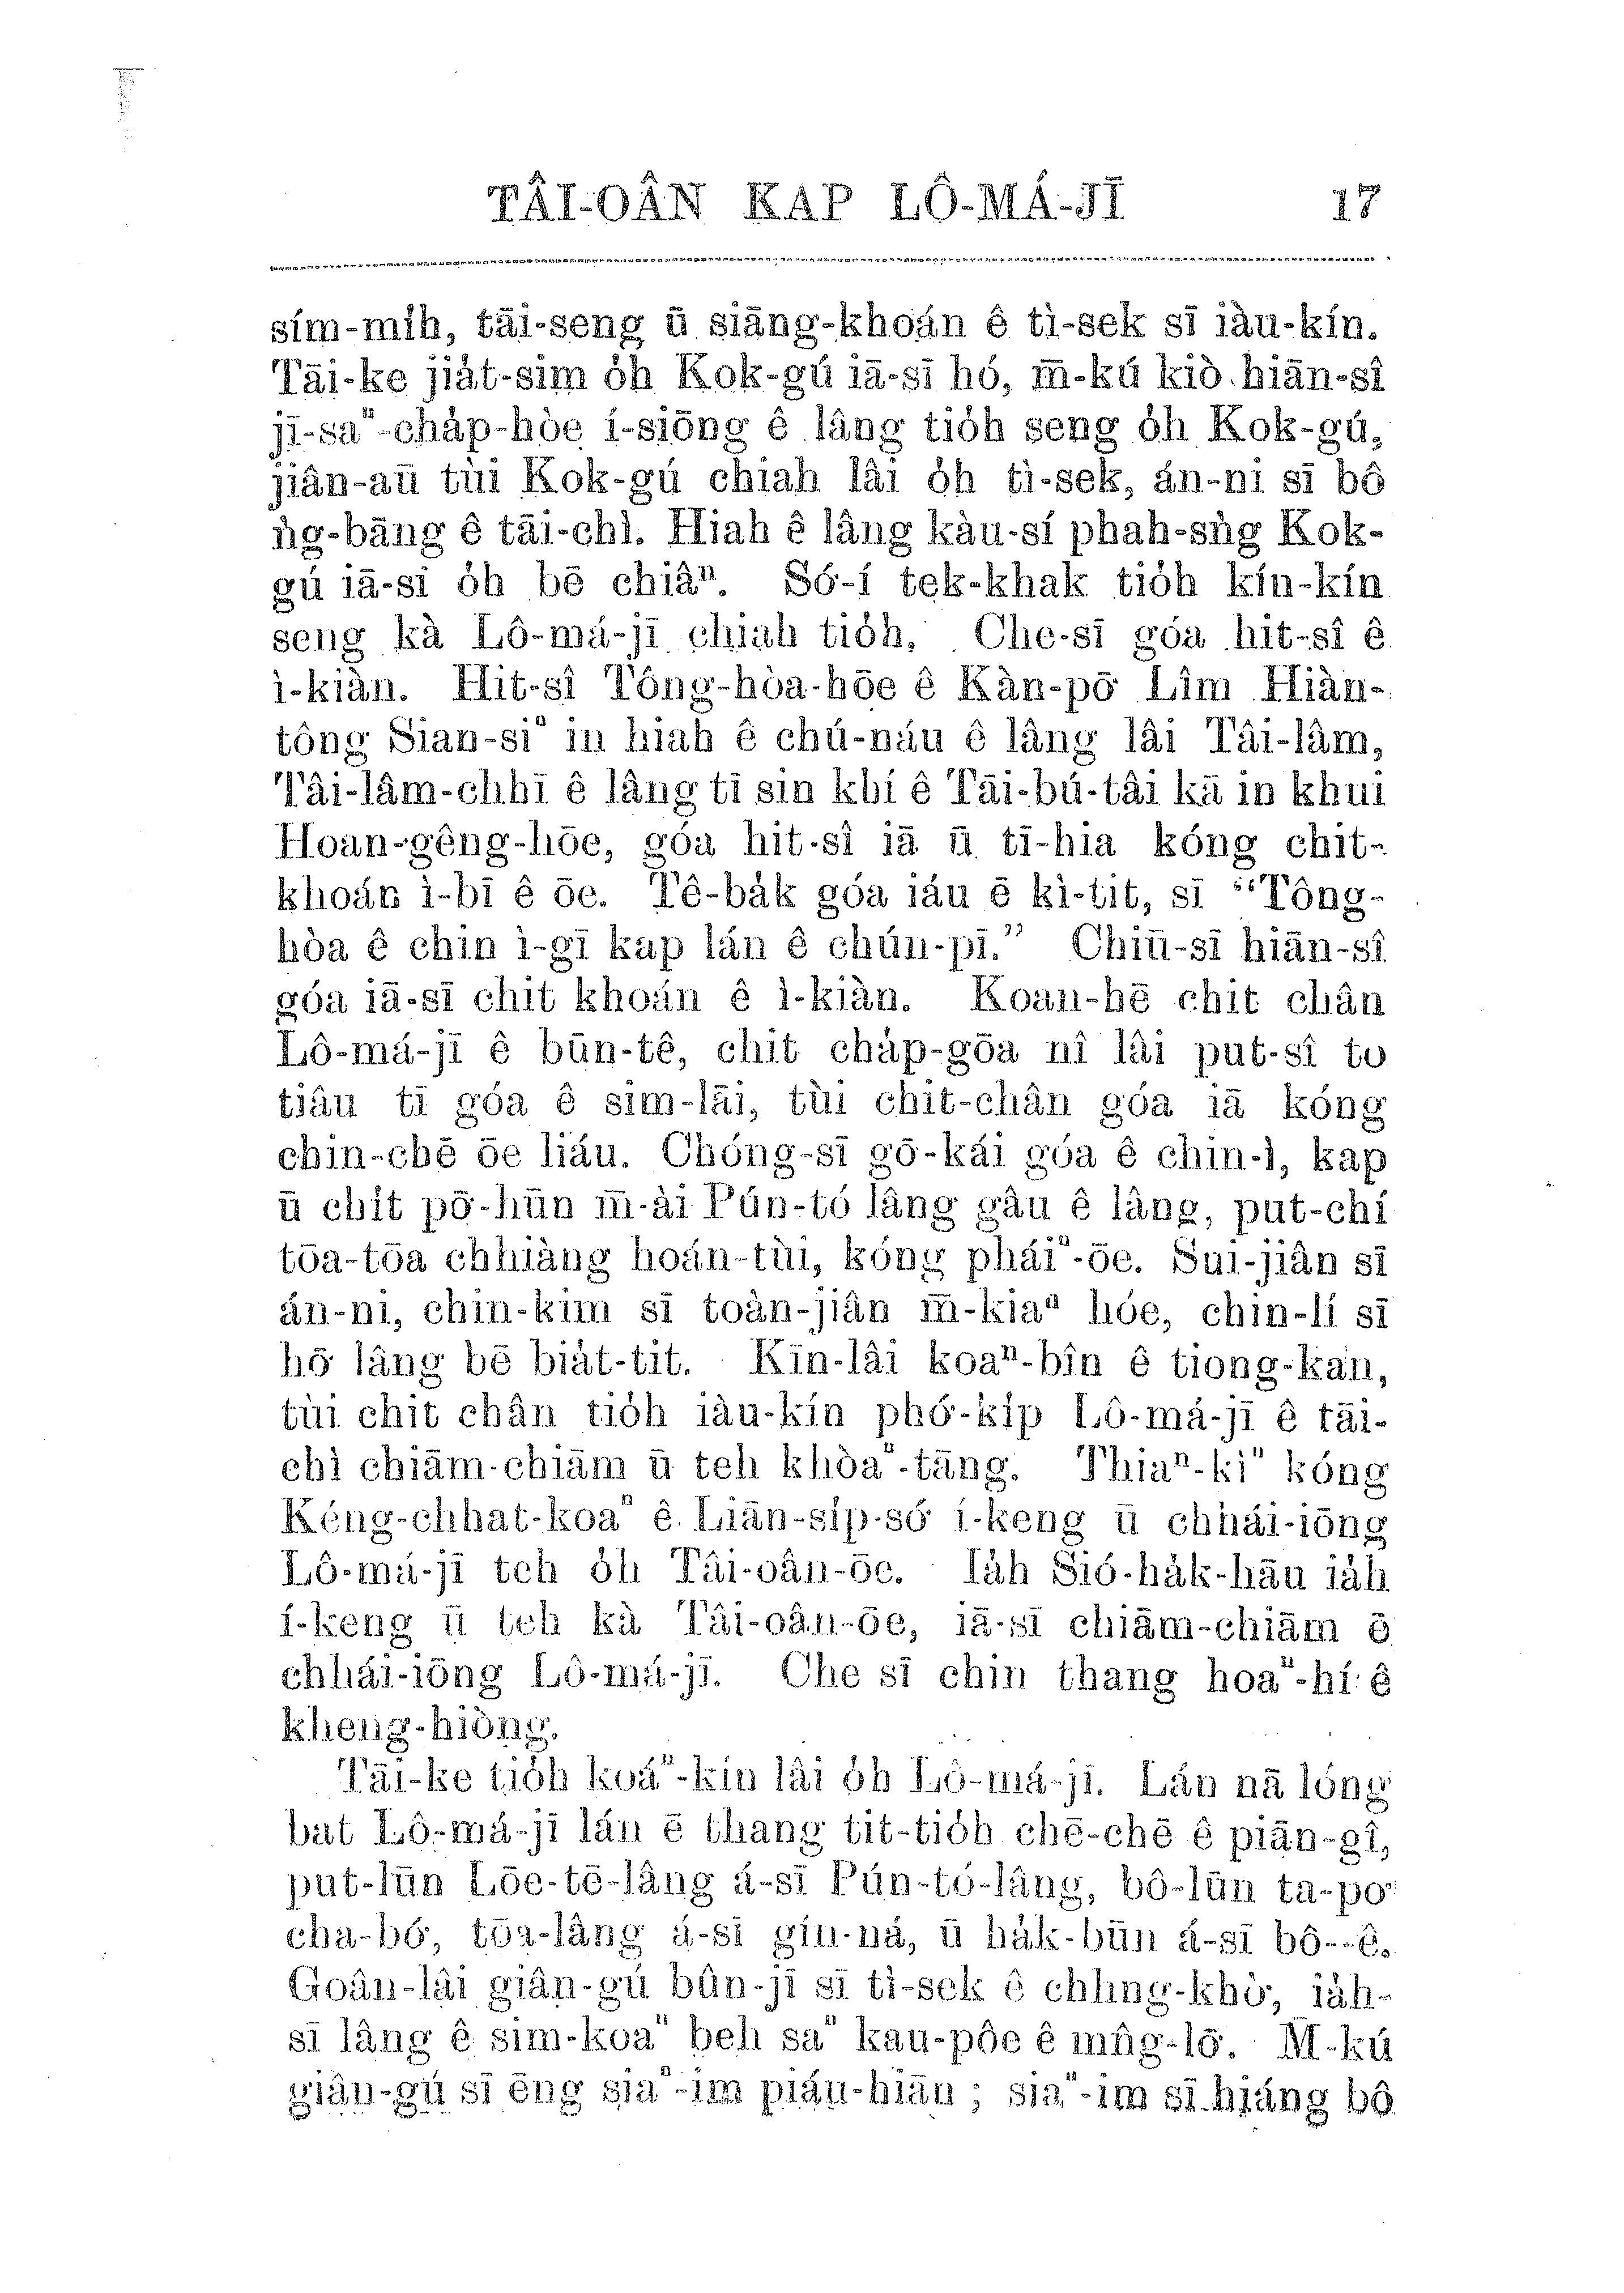 TÂI-OÂN KAP LÔ-MÁ-JĪ 17
sím-mih, tāi-seng ū siāng-khoán ê tì-sek sī iàu-kín.
Tāi-ke jia̍t-sim o̍h Kok-gú iā-sī hó, m̄-kú kiò hiān-sî
jī-saⁿ-cha̍p-hòe í-siōng ê lâng tio̍h seng o̍h Kok-gú,
jiân-aū tùi Kok-gú chiah lâi o̍h tì-sek, án-ni sī bô
ǹg-bāng ê tāi-chì. Hiah ê lâng kàu-sí phah-sǹg Kok-
gú iā-sī o̍h bē chiâⁿ. Só͘-í tek-khak tio̍h kín-kín
seng kà Lô-má-jī chiah tio̍h. Che-sī góa hit-sî ê
ì-kiàn. Hit-sî Tông-hòa-hōe ê Kàn-pō͘ Lîm Hiàn-
tông Sian-siⁿ in hiah ê chú-náu ê lâng lâi Tâi-lâm,
Tâi-lâm-chhī ê lâng tī sin khí ê Tāi-bú-tâi kā in khui
Hoan-gêng-hōe, góa hit-sî iā ū tī-hia kóng chit-
khoán ì-bī ê ōe. Tê-ba̍k góa iáu ē kì-tit, sī “Tông-
hòa ê chin ì-gī kap lán ê chún-pī.” Chiū-sī hiān-sî
góa iā-sī chit khoán ê ì-kiàn. Koan-hē chit chân
Lô-má-jī ê būn-tê, chit cha̍p-gōa nî lâi put-sî to
tiâu tī góa ê sim-lāi, tùi chit-chân góa iā kóng
chin-chē ōe liáu. Chóng-sī gō͘-kái góa ê chin-ì, kap
ū chít pō͘-hūn m̄-ài Pún-tó lâng gâu ê lâng, put-chí
tōa-tōa chhiàng hoán-tùi, kóng pháiⁿ-ōe. Sui-jiân sī
án-ni, chin-kim sī toàn-jiân m̄-kiaⁿ hóe, chin-lí sī
hō͘ lâng bē bia̍t-tit. Kīn-lâi koaⁿ-bîn ê tiong-kan,
tùi chit chân tio̍h iàu-kín phó͘-ki̍p Lô-má-jī ê tāi-
chì chiām-chiām ū teh khòaⁿ-tāng. Thiaⁿ-kìⁿ kóng
Kéng-chhat-koaⁿ ê Liān-si̍p-só͘ í-keng ū chhái-iōng
Lô-má-jī teh o̍h Tâi-oân-ōe. Ia̍h Sió-ha̍k-hāu ia̍h
í-keng ū teh kà Tâi-oân-ōe, iā-sī chiām-chiām ē
chhái-iōng Lô-má-jī. Che sī chin thang hoaⁿ-hí ê
kheng-hiòng.
Tāi-ke tio̍h koáⁿ-kín lâi o̍h Lô-má-jī. Lán nā lóng
bat Lô-má-jī lán ē thang tit-tio̍h chē-chē ê piān-gî,
put-lūn Lōe-tē-lâng á-sī Pún-tó-lâng, bô-lūn ta-po͘
cha-bó͘, tōa-lâng á-sī gín-ná, ū ha̍k-būn á-sī bô--ê.
Goân-lâi giân-gú bûn-jī sī tì-sek ê chhng-khò͘, ia̍h-
sī lâng ê sim-koaⁿ beh saⁿ kau-pôe ê mn̂g-lō͘. M̄-kú
giân-gú sī ēng siaⁿ-im piáu-hiān ; siaⁿ-im sī hiáng bô